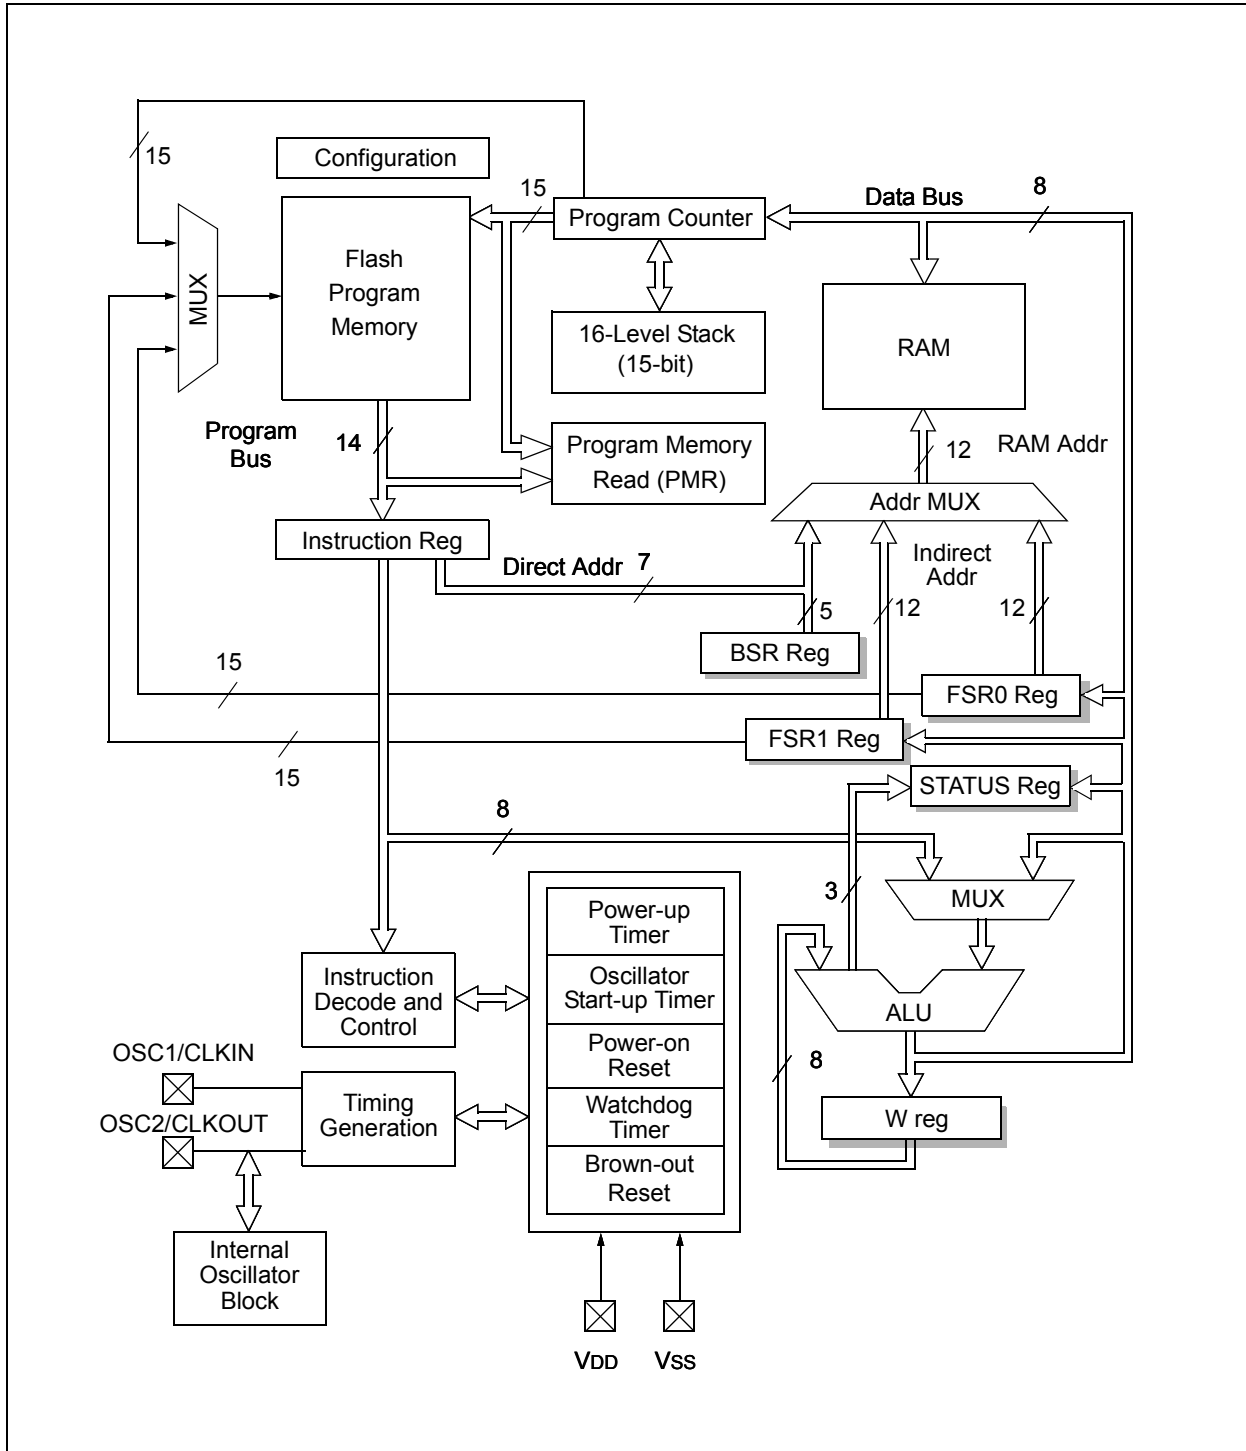 15
Configuration
15
Program Counter
Data Bus
8
MUX
Flash
Program
Memory
16-Level Stack
(15-bit)
RAM
Program
Bus
14
Program Memory
Read (PMR)
12
RAM Addr
Addr MUX
Instruction Reg
Direct Addr
7
Indirect
Addr
5
12
12
BSR Reg
15
FSR0 Reg
FSR1 Reg
15
STATUS Reg
8
3
MUX
Power-up
Timer
Instruction
Decode and
Control
Oscillator
Start-up Timer
ALU
OSC1/CLKIN
Power-on
Reset
8
OSC2/CLKOUT
Timing
Generation
Watchdog
Timer
W reg
Brown-out
Reset
Internal
Oscillator
Block
VDD
VSS